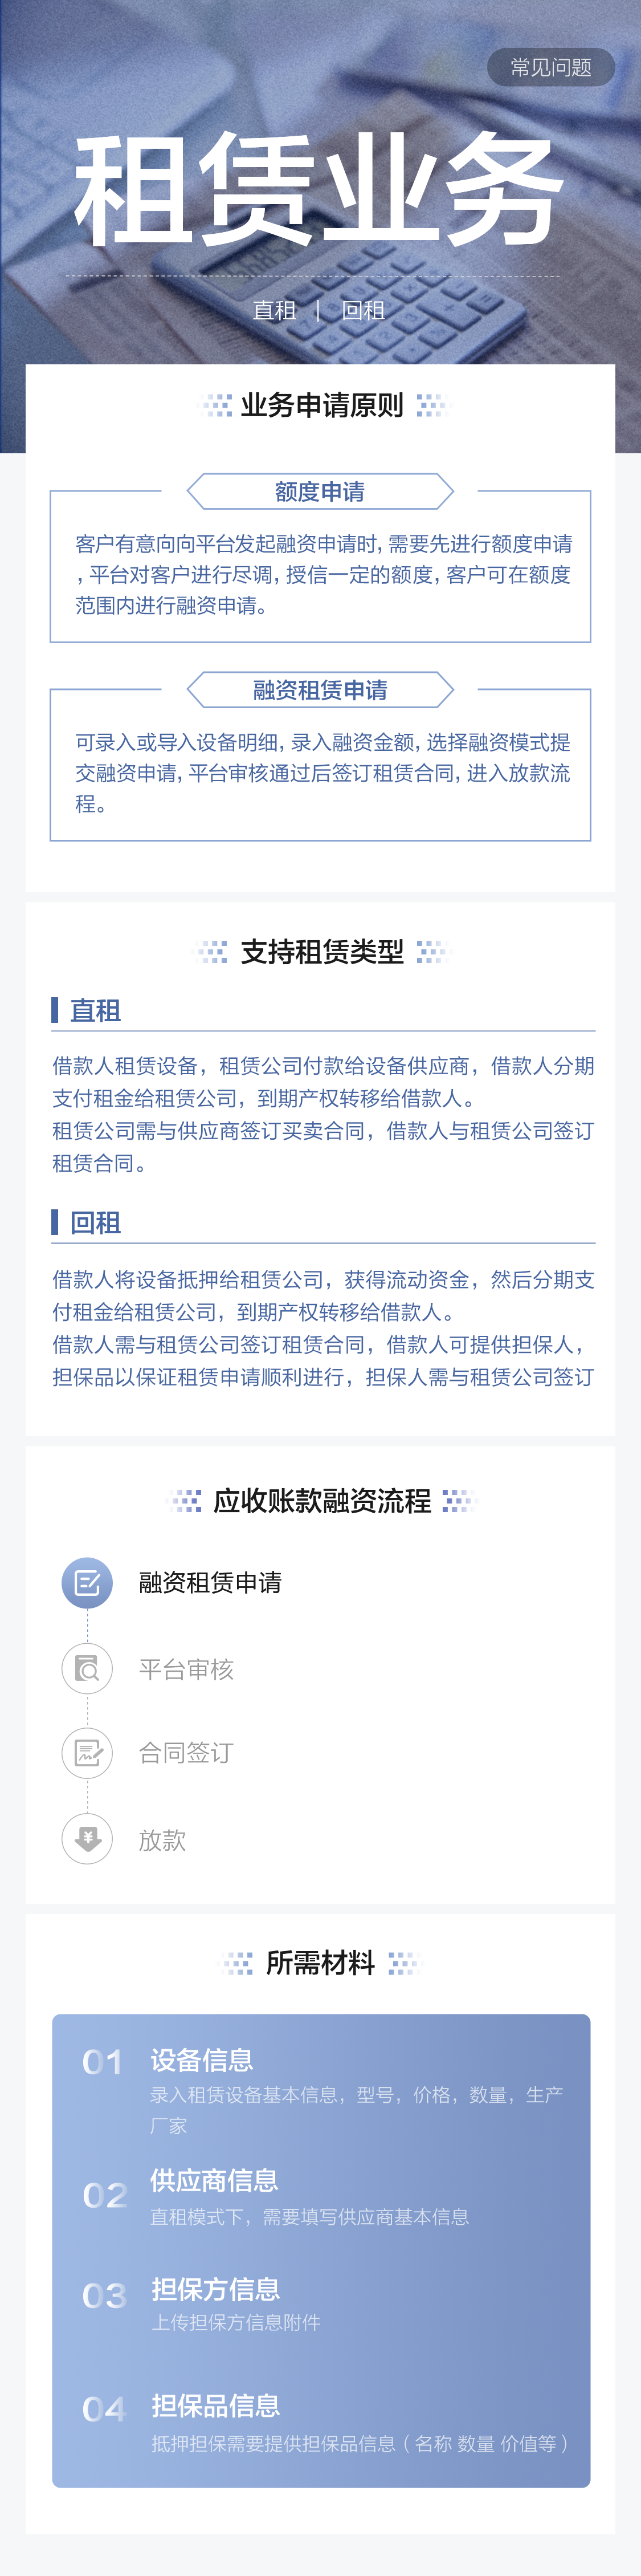 常见问题
租赁业务
直租 | 回租
业务申请原则
额度申请
客户有意向向平台发起融资申请时,需要先进行额度申请
,平台对客户进行尽调,授信一定的额度,客户可在额度
范围内进行融资申请。
融资租赁申请
可录入或导入设备明细,录入融资金额,选择融资模式提
交融资申请,平台审核通过后签订租赁合同,进入放款流
程。
支持租赁类型
直租
借款人租赁设备，租赁公司付款给设备供应商，借款人分期
支付租金给租赁公司，到期产权转移给借款人。
租赁公司需与供应商签订买卖合同，借款人与租赁公司签订
租赁合同。
回租
借款人将设备抵押给租赁公司，获得流动资金，然后分期支
付租金给租赁公司，到期产权转移给借款人。
借款人需与租赁公司签订租赁合同，借款人可提供担保人，
担保品以保证租赁申请顺利进行，担保人需与租赁公司签订
应收账款融资流程
融资租赁申请
平台审核
合同签订
¥
放款
所需材料
01 设备信息
录入租赁设备基本信息，型号，价格，数量，生产
厂家
02 供应商信息
直租模式下，需要填写供应商基本信息
03 担保方信息
上传担保方信息附件
04 担保品信息
抵押担保需要提供担保品信息（名称 数量 价值等）